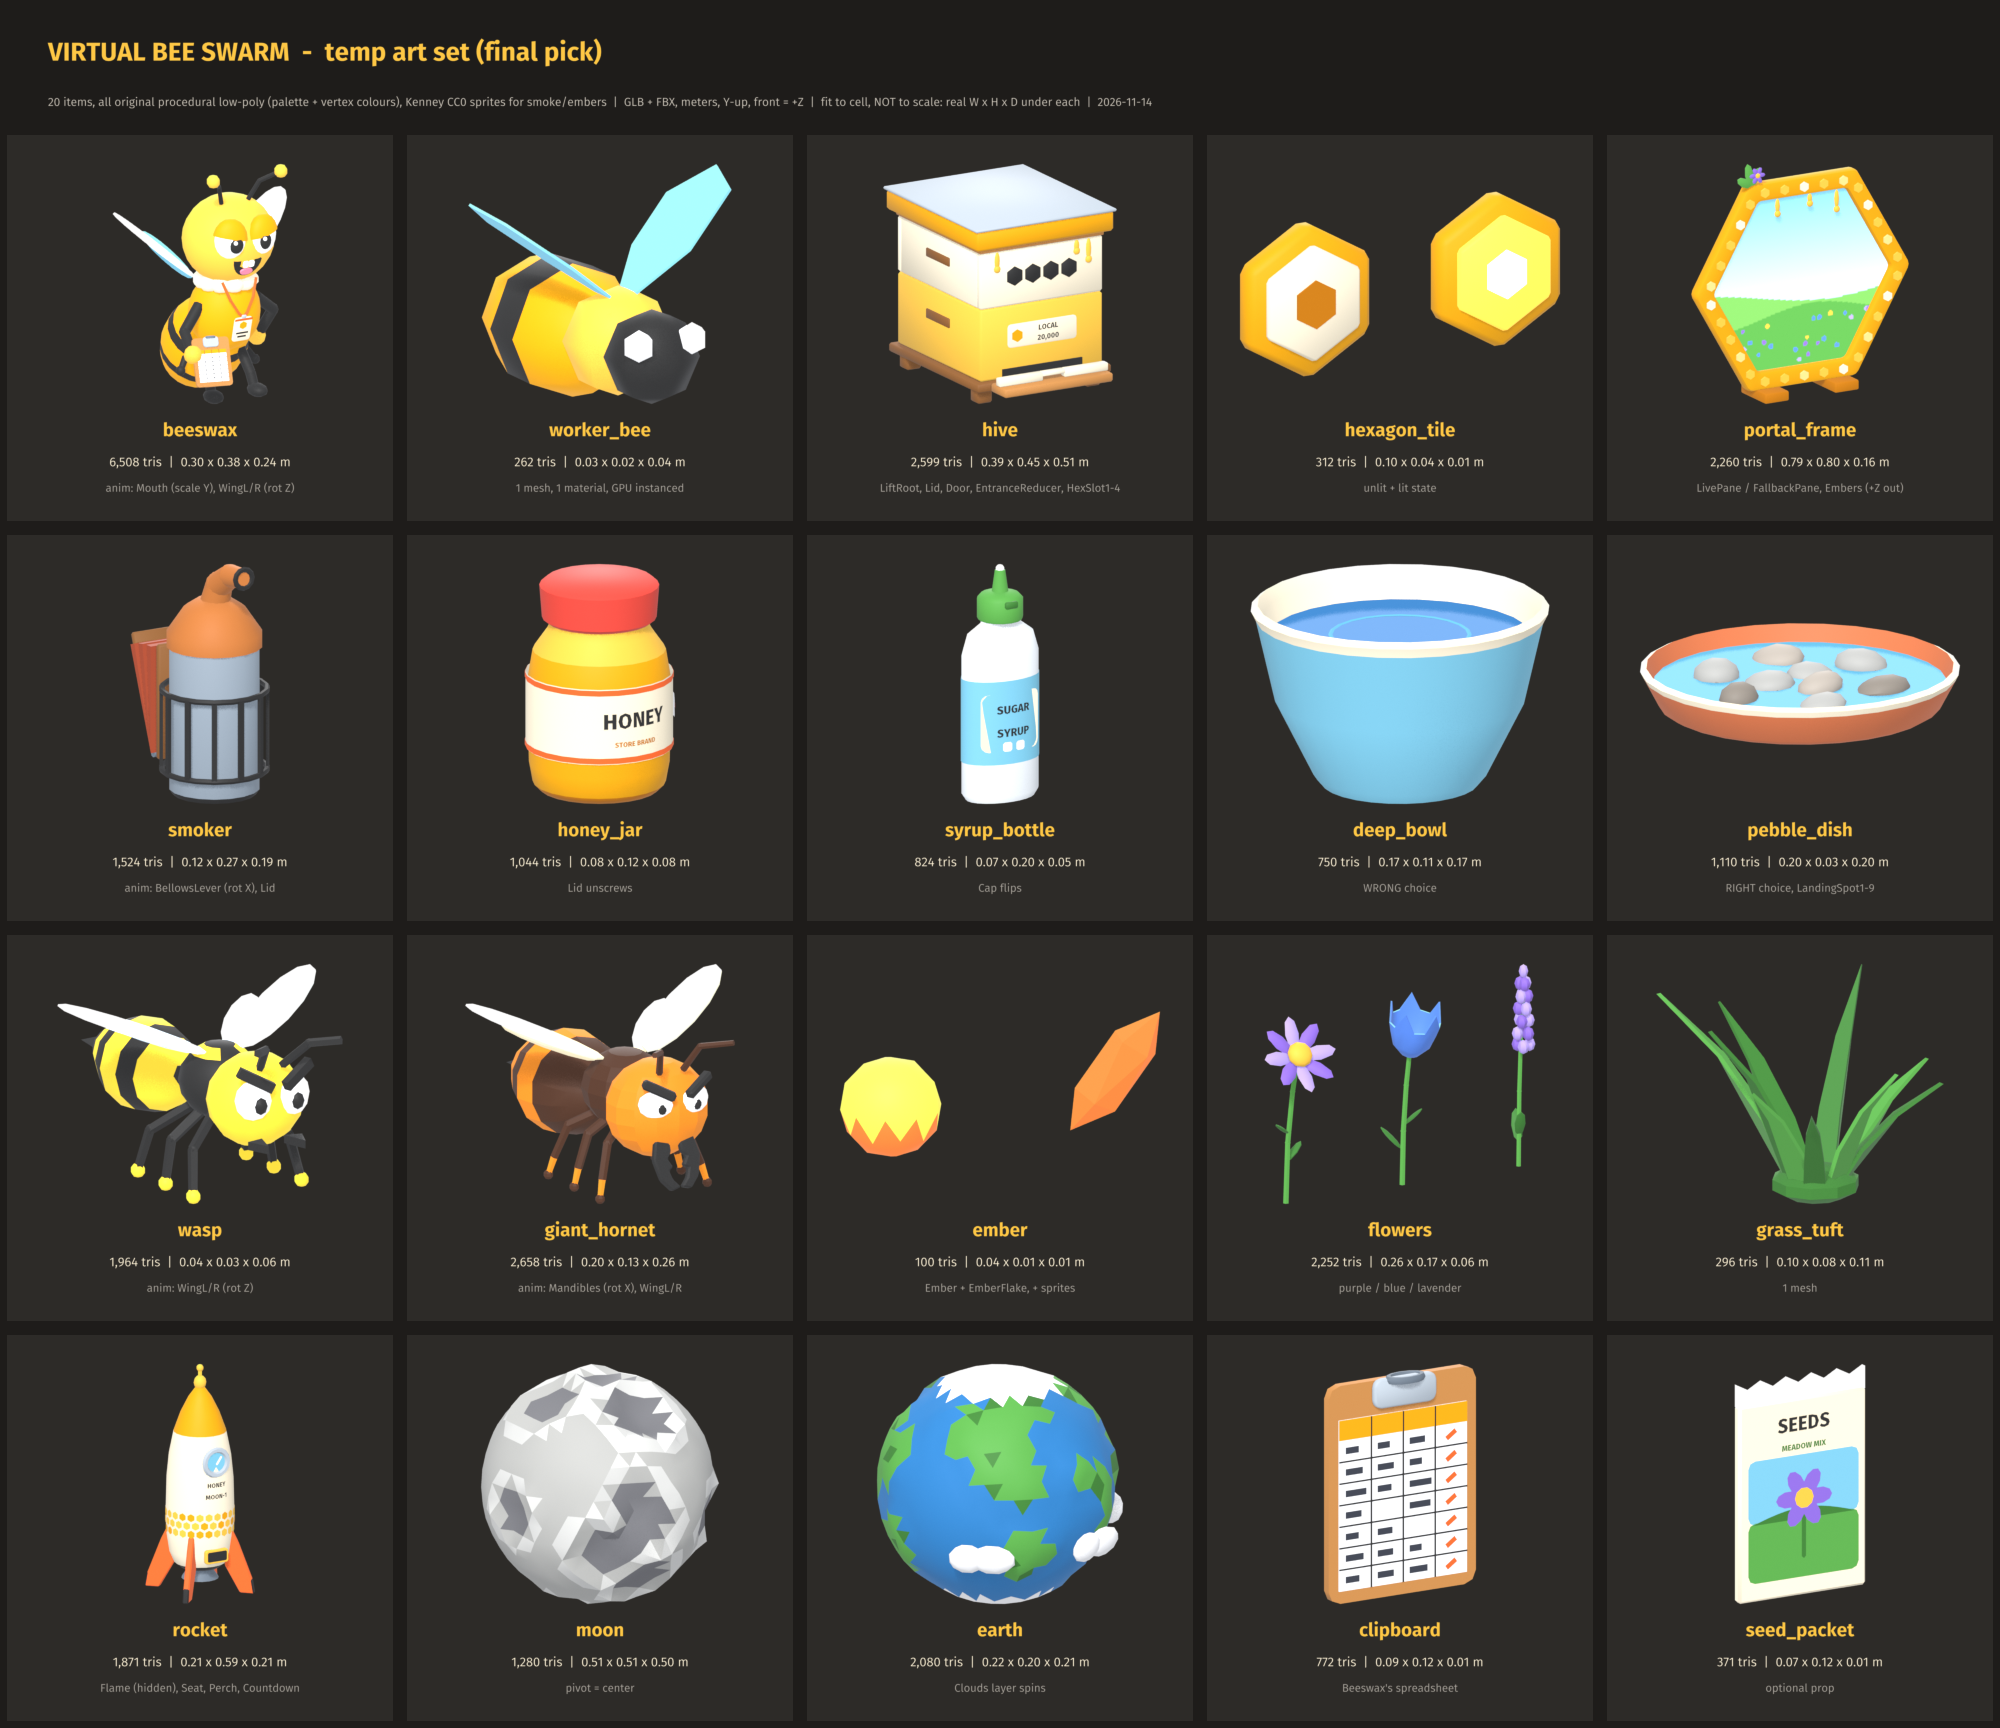 VIRTUAL BEE SWARM - temp art set (final pick)
20 items, all original procedural low-poly (palette + vertex colours), Kenney CC0 sprites for smoke/embers | GLB + FBX, meters, Y-up, front = +Z | fit to cell, NOT to scale: real W x H x D under each | 2026-11-14
beeswax
6,508 tris | 0.30 x 0.38 x 0.24 m
anim: Mouth (scale Y), WingL/R (rot Z)
worker_bee
262 tris | 0.03 x 0.02 x 0.04 m
1 mesh, 1 material, GPU instanced
LOCAL
20,000
hive
2,599 tris | 0.39 x 0.45 x 0.51 m
LiftRoot, Lid, Door, EntranceReducer, HexSlot1-4
hexagon_tile
312 tris | 0.10 x 0.04 x 0.01 m
unlit + lit state
portal_frame
2,260 tris | 0.79 x 0.80 x 0.16 m
LivePane / FallbackPane, Embers (+Z out)
smoker
1,524 tris | 0.12 x 0.27 x 0.19 m
anim: BellowsLever (rot X), Lid
HONEY
STORE BRAND
honey_jar
1,044 tris | 0.08 x 0.12 x 0.08 m
Lid unscrews
SUGAR
SYRUP
syrup_bottle
824 tris | 0.07 x 0.20 x 0.05 m
Cap flips
deep_bowl
750 tris | 0.17 x 0.11 x 0.17 m
WRONG choice
pebble_dish
1,110 tris | 0.20 x 0.03 x 0.20 m
RIGHT choice, LandingSpot1-9
wasp
1,964 tris | 0.04 x 0.03 x 0.06 m
anim: WingL/R (rot Z)
giant_hornet
2,658 tris | 0.20 x 0.13 x 0.26 m
anim: Mandibles (rot X), WingL/R
ember
100 tris | 0.04 x 0.01 x 0.01 m
Ember + EmberFlake, + sprites
flowers
2,252 tris | 0.26 x 0.17 x 0.06 m
purple / blue / lavender
grass_tuft
296 tris | 0.10 x 0.08 x 0.11 m
1 mesh
HONEY
MOON-1
rocket
1,871 tris | 0.21 x 0.59 x 0.21 m
Flame (hidden), Seat, Perch, Countdown
moon
1,280 tris | 0.51 x 0.51 x 0.50 m
pivot = center
earth
2,080 tris | 0.22 x 0.20 x 0.21 m
Clouds layer spins
clipboard
772 tris | 0.09 x 0.12 x 0.01 m
Beeswax's spreadsheet
SEEDS
MEADOW MIX
seed_packet
371 tris | 0.07 x 0.12 x 0.01 m
optional prop